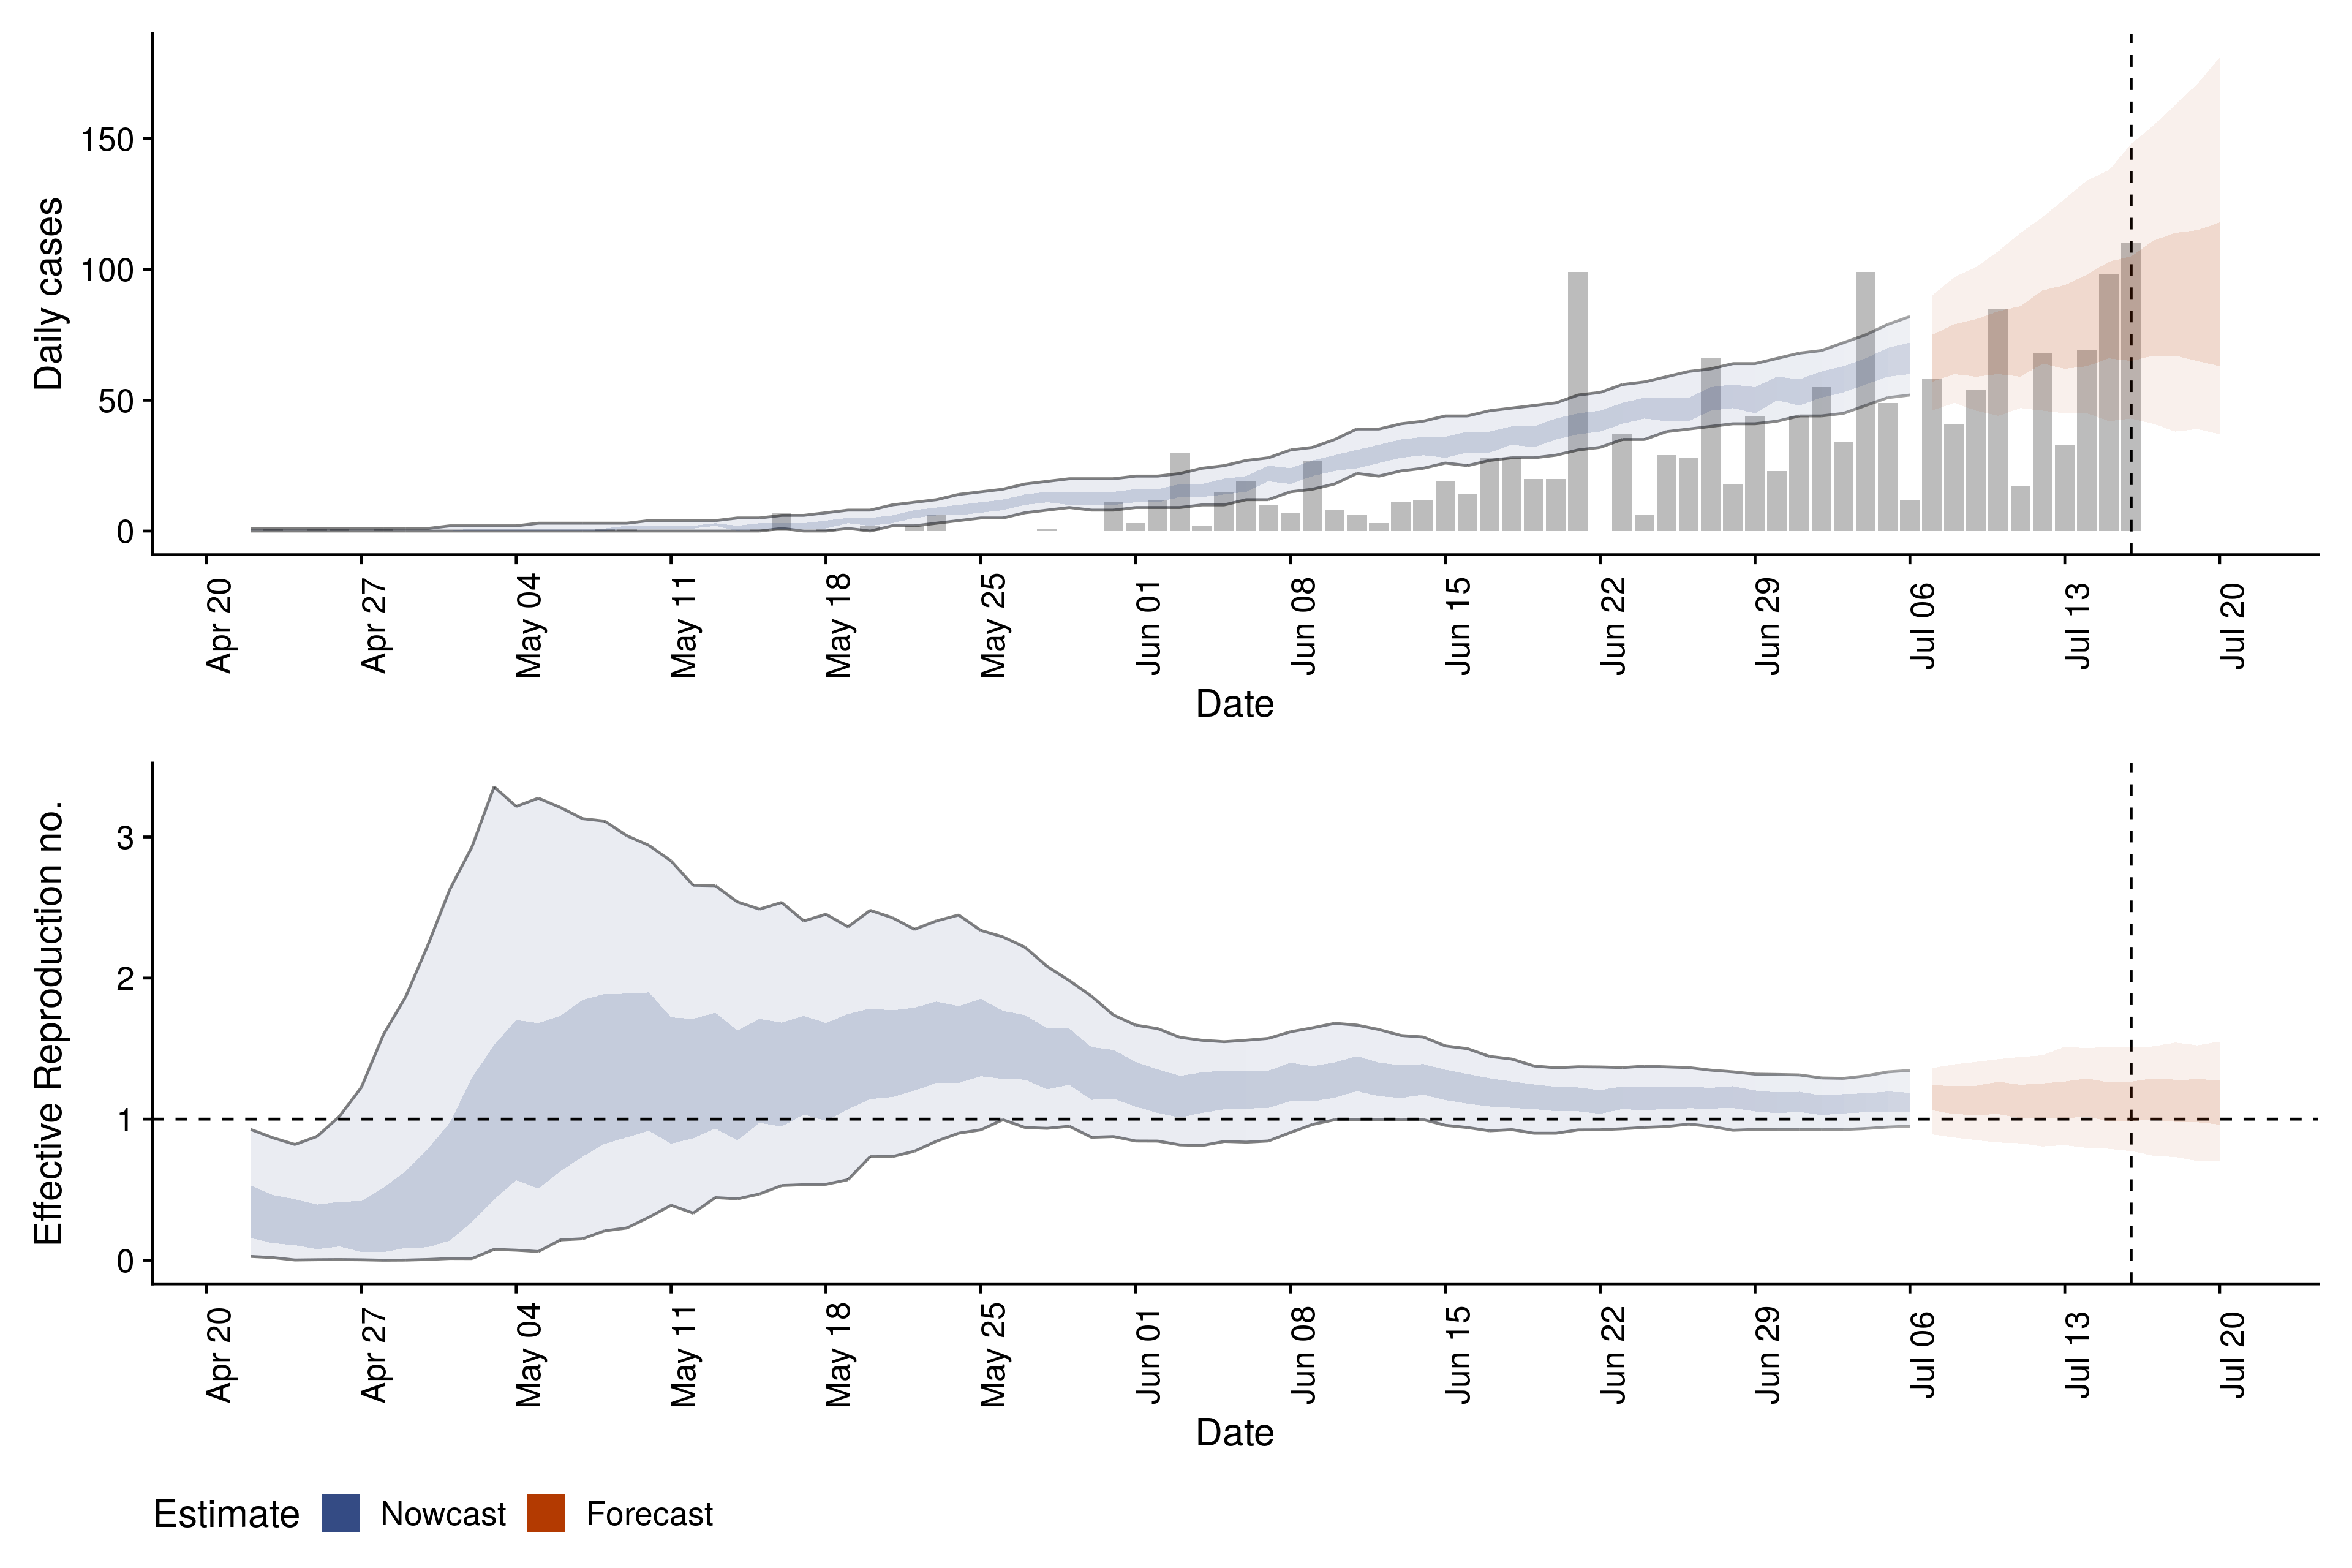 Daily cases
150
100
50
0
Apr 20
Apr 27
May 04
May 11
May 18
May 25
Jun 01
Jun 08
Jun 15
Jun 22
Jun 29
Jul 06
Jul 13
Jul 20
Date
Effective Reproduction no.
3
2
1
0
Apr 20
Apr 27
May 04
May 11
May 18
May 25
Jun 01
Jun 08
Jun 15
Jun 22
Jun 29
Jul 06
Jul 13
Jul 20
Date
Estimate Nowcast Forecast